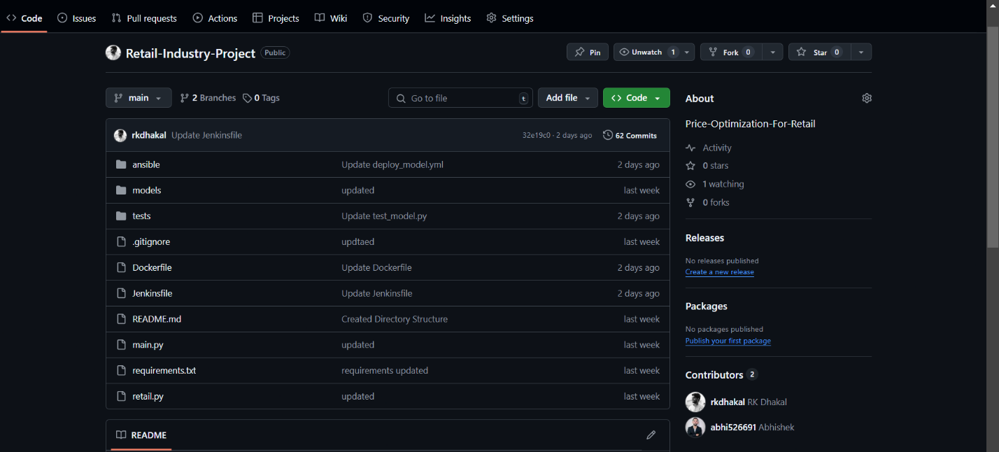 Code Issues Pull requests Actions Projects Wiki Security Insights Settings
Retail-Industry-Project Public Pin Unwatch 1 Fork 0 Star 0
main 2 Branches 0 Tags Go to file t Add file Code
rkdhakal Update Jenkinsfile 32e19c0 · 2 days ago 62 Commits
ansible Update deploy_model.yml 2 days ago
models updated last week
tests Update test_model.py 2 days ago
.gitignore updtaed last week
Dockerfile Update Dockerfile 2 days ago
Jenkinsfile Update Jenkinsfile 2 days ago
README.md Created Directory Structure last week
main.py updated last week
requirements.txt requirements updated last week
retail.py updated last week
README
About
Price-Optimization-For-Retail
Activity
0 stars
1 watching
0 forks
Releases
No releases published
Create a new release
Packages
No packages published
Publish your first package
Contributors 2
rkdhakal RK Dhakal
abhi526691 Abhishek